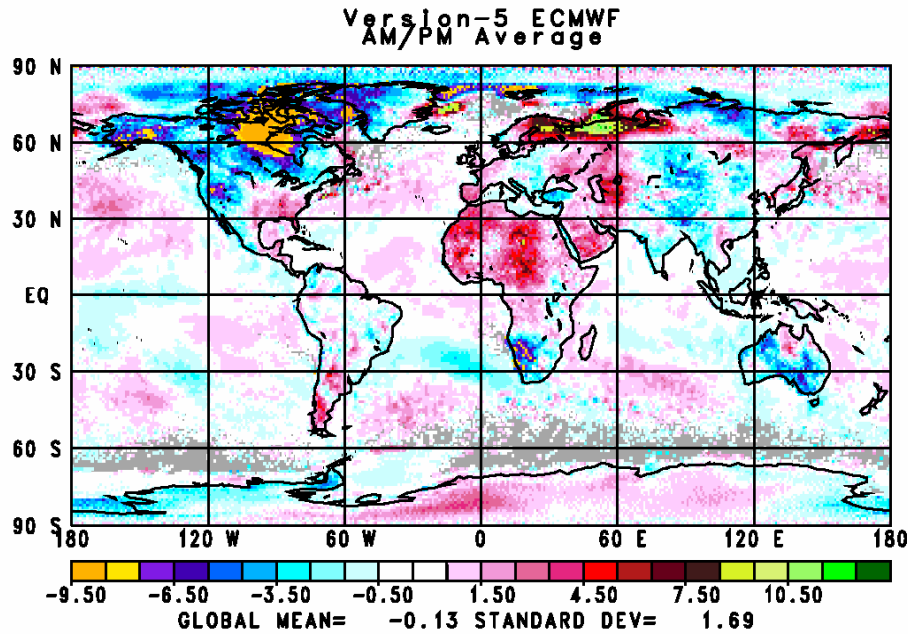 Version-5 ECMWF
AM/PM Average
90 N
60 N
30 N
EQ
30 S
60 S
90 S
180 120 W 60 W 0 60 E 120 E 180
-9.50 -6.50 -3.50 -0.50 1.50 4.50 7.50 10.50
GLOBAL MEAN= -0.13 STANDARD DEV= 1.69